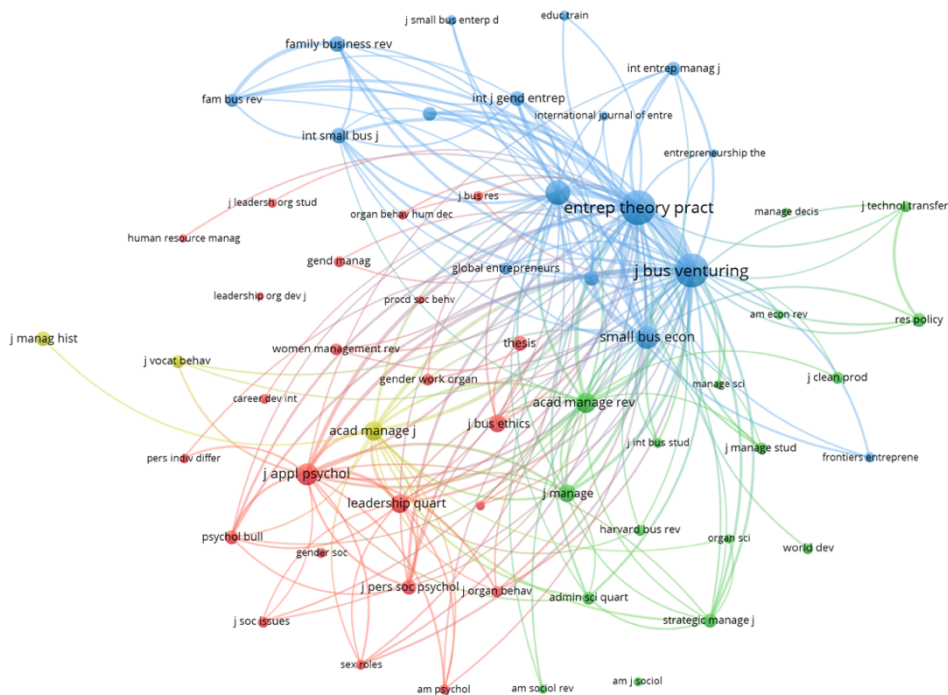 j small bus enterp d
educ train
family business rev
int entrep manag j
fam bus rev
int j gend entrep
international journal of entre
int small bus j
entrepreneurship the
j leadersh org stud
j bus res
organ behav hum dec
entrep theory pract
manage decis
j technol transfer
human resource manag
gend manag
global entrepreneurs
j bus venturing
leadership org dev j
procd soc behv
am econ rev
res policy
j manag hist
j vocat behav
women management rev
thesis
small bus econ
gender work organ
manage sci
j clean prod
career dev int
acad manage rev
acad manage j
j bus ethics
j int bus stud
j manage stud
pers indiv differ
frontiers entreprene
j appl psychol
leadership quart
j manage
psychol bull
harvard bus rev
organ sci
world dev
gender soc
j pers soc psychol
j organ behav
admin sci quart
j soc issues
strategic manage j
sex roles
am psychol
am sociol rev
am j sociol